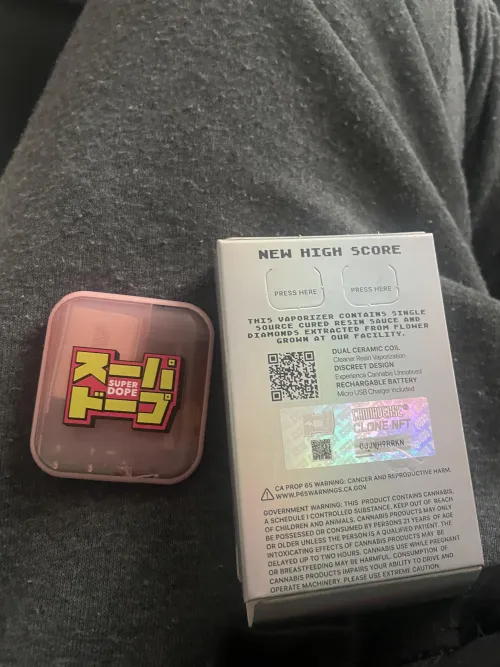 スーパー
SUPER
DOPE
ドープ
NEW HIGH SCORE
PRESS HERE
PRESS HERE
THIS VAPORIZER CONTAINS SINGLE
SOURCE CURED RESIN SAUCE AND
DIAMONDS EXTRACTED FROM FLOWER
GROWN AT OUR FACILITY.
DUAL CERAMIC COIL
Cleaner Resin Vaporization
DISCREET DESIGN
Experience Cannabis Unnoticed
RECHARGABLE BATTERY
Micro USB Charger Included
CLONE NFT
CA PROP 65 WARNING: CANCER AND REPRODUCTIVE HARM.
WWW.P65WARNINGS.CA.GOV
GOVERNMENT WARNING: THIS PRODUCT CONTAINS CANNABIS,
A SCHEDULE I CONTROLLED SUBSTANCE. KEEP OUT OF REACH
OF CHILDREN AND ANIMALS. CANNABIS PRODUCTS MAY ONLY
BE POSSESSED OR CONSUMED BY PERSONS 21 YEARS OF AGE
OR OLDER UNLESS THE PERSON IS A QUALIFIED PATIENT. THE
INTOXICATING EFFECTS OF CANNABIS PRODUCTS MAY BE
DELAYED UP TO TWO HOURS. CANNABIS USE WHILE PREGNANT
OR BREASTFEEDING MAY BE HARMFUL. CONSUMPTION OF
CANNABIS PRODUCTS IMPAIRS YOUR ABILITY TO DRIVE AND
OPERATE MACHINERY. PLEASE USE EXTREME CAUTION.